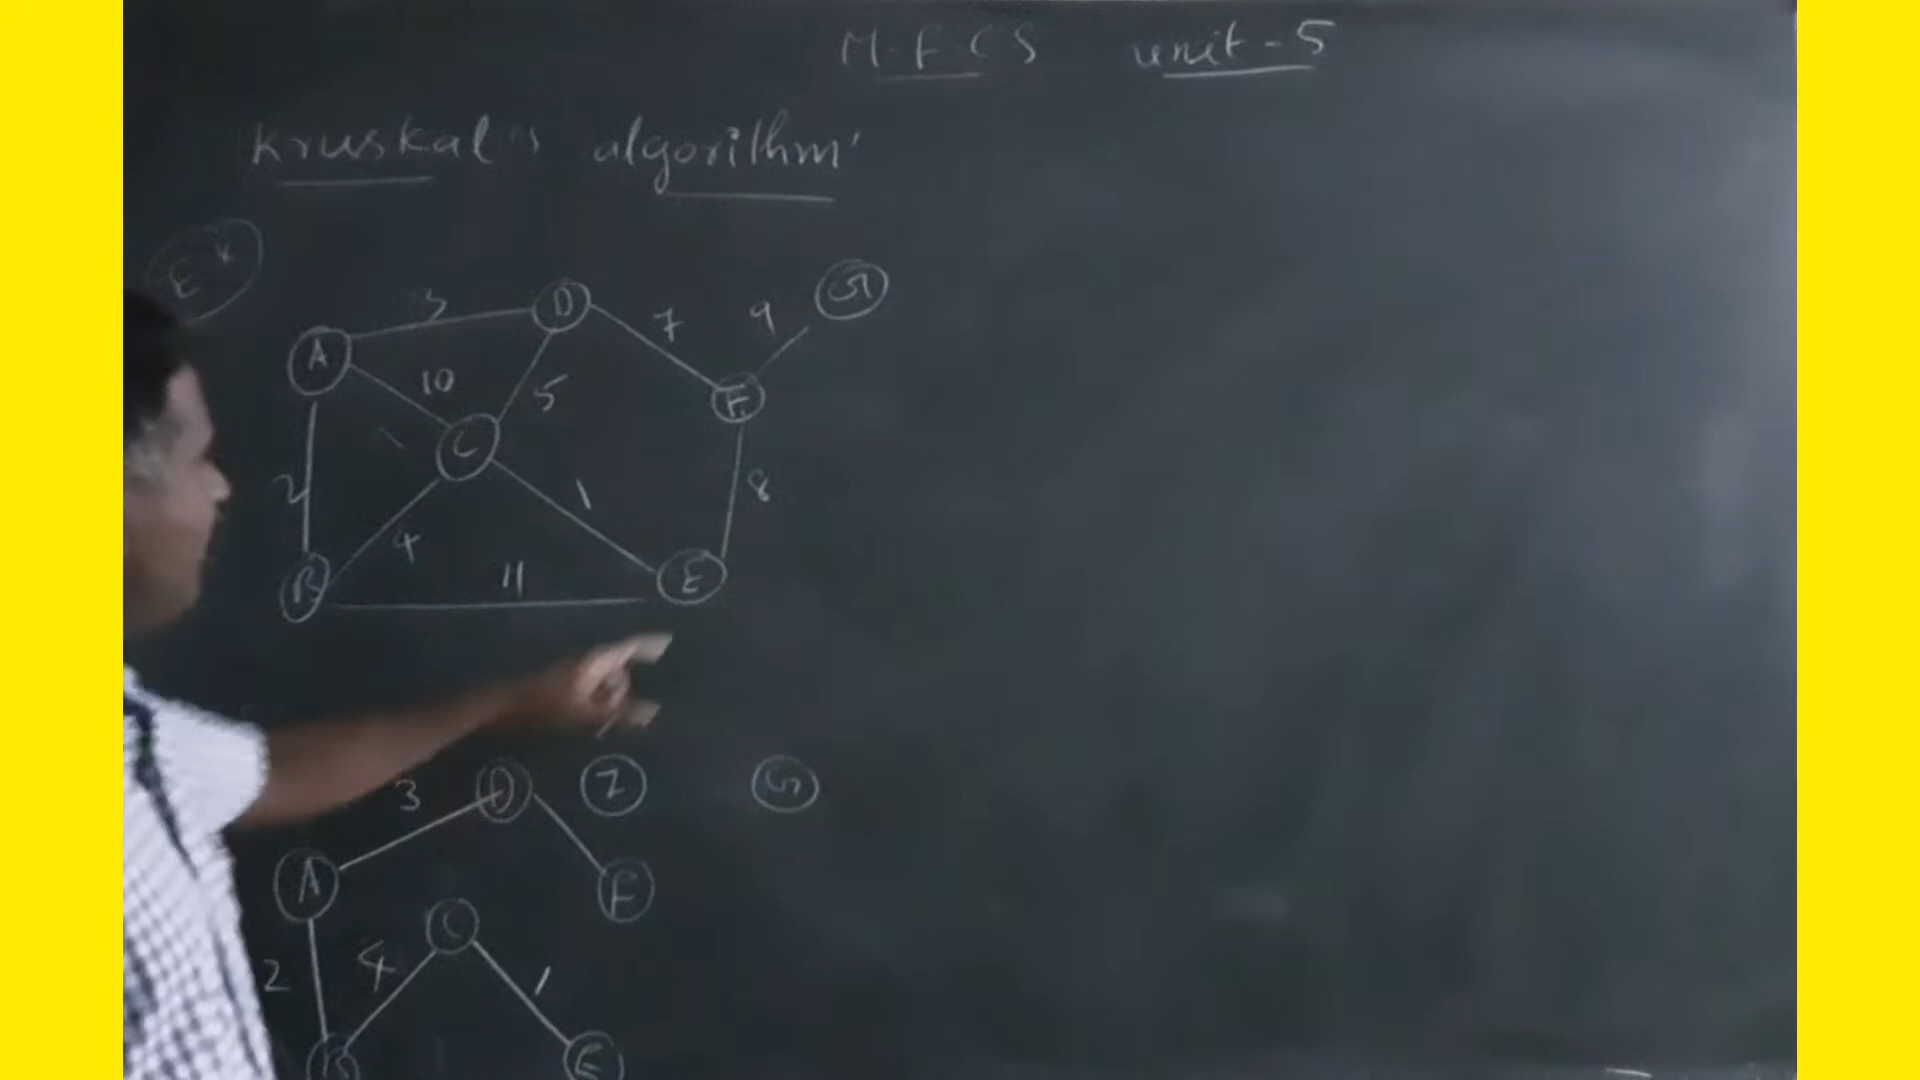 M.F.C.S unit-5
Kruskal's algorithm
Ex
A 3 D 7 F 9 G
10 5
C
2 4 1 8
B 11 E
3 D 7 G
A F
2 4 C 1
B E